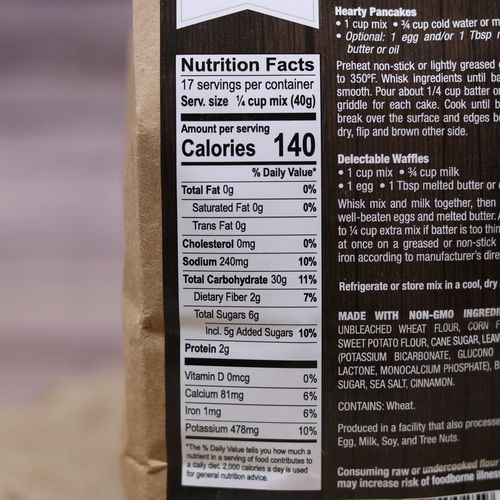 Nutrition Facts
17 servings per container
Serv. size ¼ cup mix (40g)
Amount per serving
Calories 140
% Daily Value*
Total Fat 0g 0%
Saturated Fat 0g 0%
Trans Fat 0g
Cholesterol 0mg 0%
Sodium 240mg 10%
Total Carbohydrate 30g 11%
Dietary Fiber 2g 7%
Total Sugars 6g
Incl. 5g Added Sugars 10%
Protein 2g
Vitamin D 0mcg 0%
Calcium 81mg 6%
Iron 1mg 6%
Potassium 478mg 10%
*The % Daily Value tells you how much a
nutrient in a serving of food contributes to
a daily diet. 2,000 calories a day is used
for general nutrition advice.
Hearty Pancakes
• 1 cup mix • ¾ cup cold water or
• Optional: 1 egg and/or 1 Tbsp
butter or oil
Preheat non-stick or lightly greased
to 350°F. Whisk ingredients until
smooth. Pour about 1/4 cup batter
griddle for each cake. Cook until
break over the surface and edges
dry, flip and brown other side.
Delectable Waffles
• 1 cup mix • ¾ cup milk
• 1 egg • 1 Tbsp melted butter or
Whisk mix and milk together, then
well-beaten eggs and melted butter.
to ¼ cup extra mix if batter is too thin
at once on a greased or non-stick
iron according to manufacturer's
Refrigerate or store mix in a cool, dry
MADE WITH NON-GMO
UNBLEACHED WHEAT FLOUR, CORN
SWEET POTATO FLOUR, CANE SUGAR,
(POTASSIUM BICARBONATE, GLUCONO
LACTONE, MONOCALCIUM PHOSPHATE),
SUGAR, SEA SALT, CINNAMON.
CONTAINS: Wheat.
Produced in a facility that also
Egg, Milk, Soy, and Tree Nuts.
Consuming raw or undercooked flour
may increase risk of foodborne